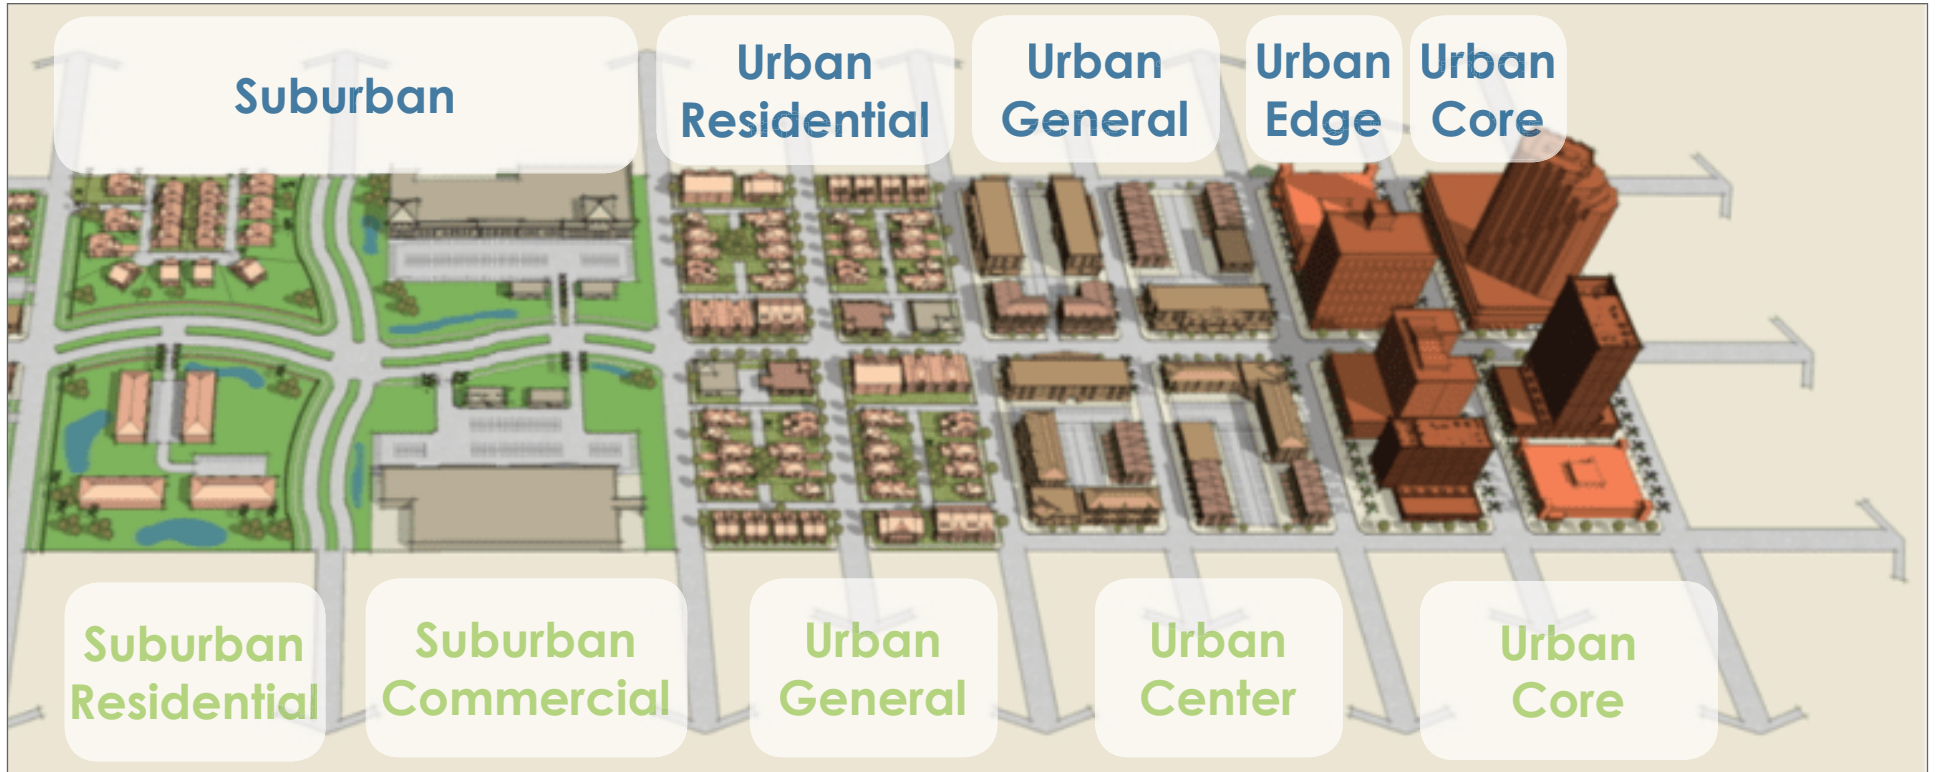 Suburban
Urban
Residential
Urban
General
Urban
Edge
Urban
Core
Suburban
Residential
Suburban
Commercial
Urban
General
Urban
Center
Urban
Core